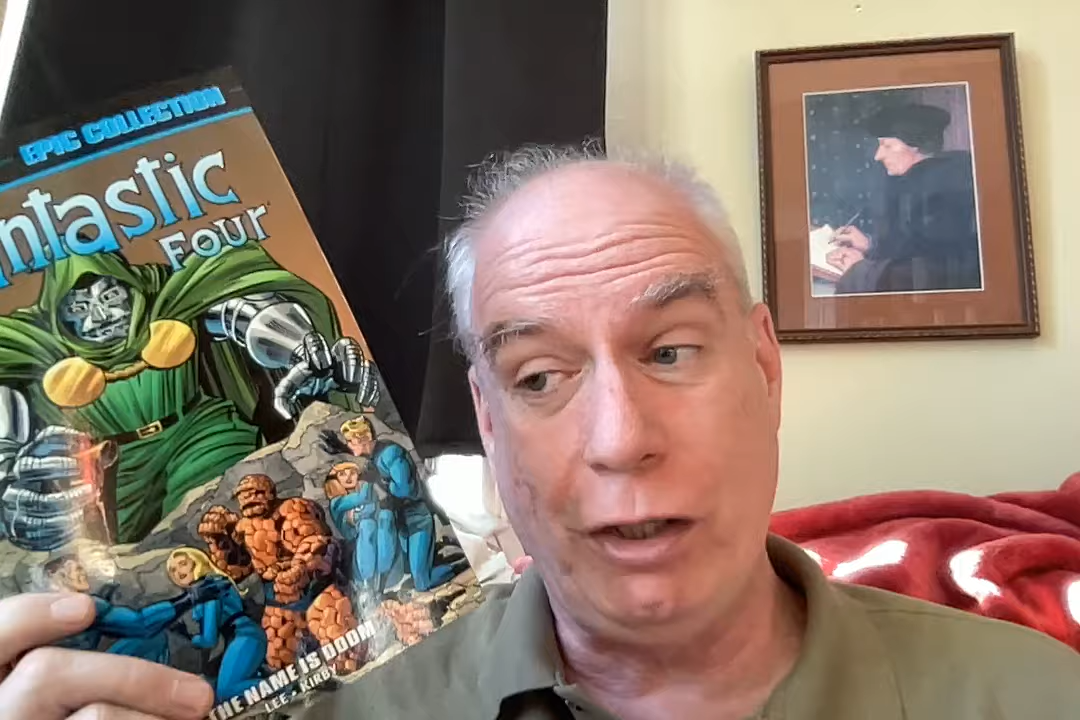 EPIC COLLECTION
ntastic
FOUR
THE NAME IS DOOM
LEE • KIRBY